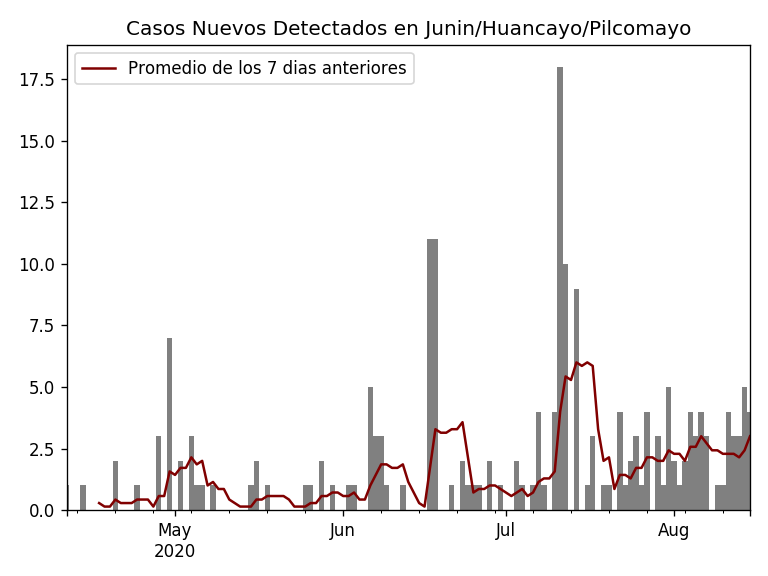 Casos Nuevos Detectados en Junin/Huancayo/Pilcomayo
Promedio de los 7 dias anteriores
17.5
15.0
12.5
10.0
7.5
5.0
2.5
0.0
May
2020
Jun
Jul
Aug